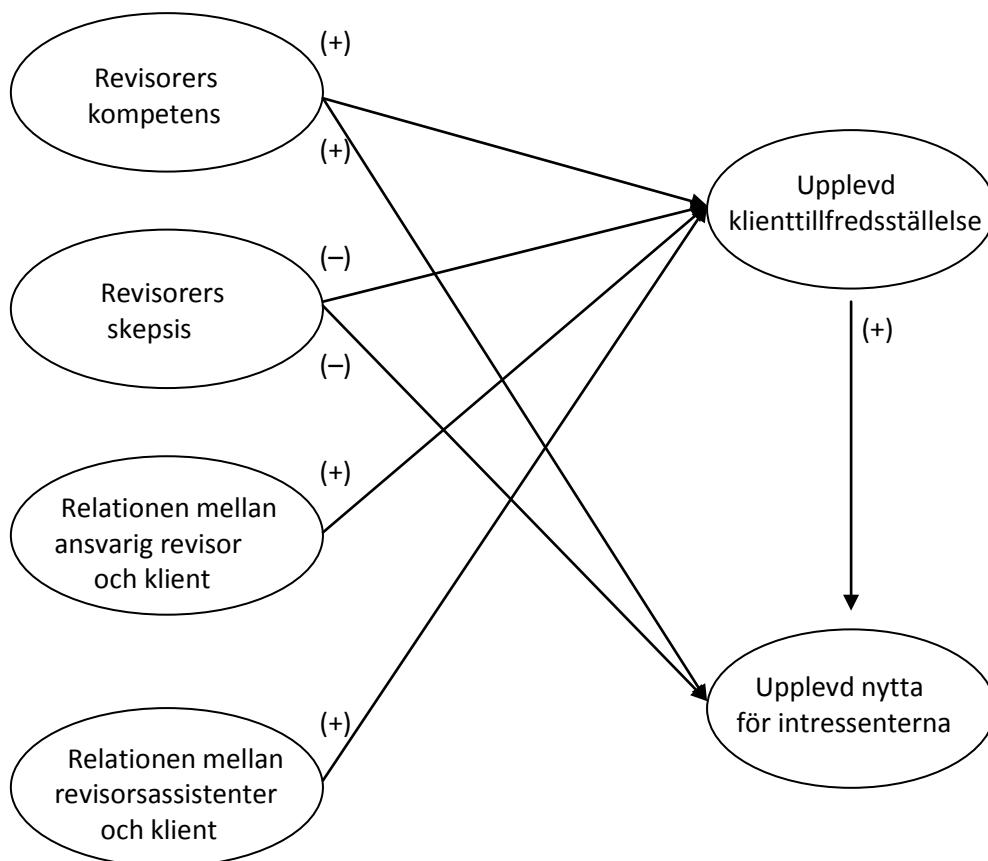 (+)
Revisorers
kompetens
(+)
Upplevd
klienttillfredsställelse
(–)
Revisorers
skepsis
(–)
(+)
(+)
Relationen mellan
ansvarig revisor
och klient
Upplevd nytta
för intressenterna
(+)
Relationen mellan
revisorsassistenter
och klient